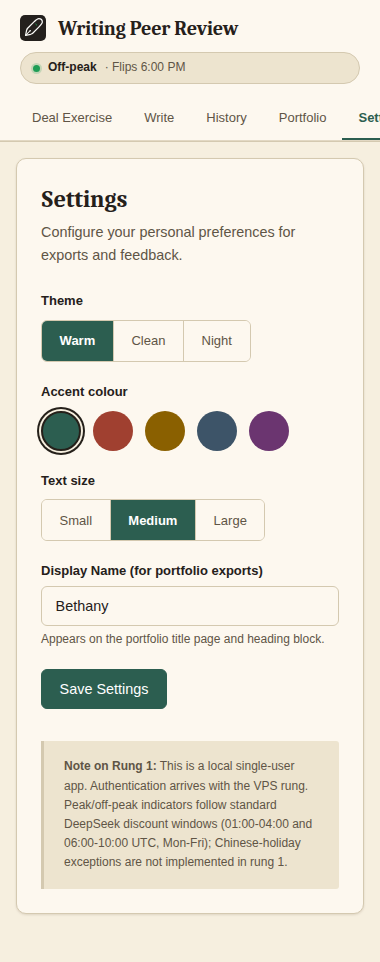 Writing Peer Review
Off-peak · Flips 6:00 PM
Deal Exercise Write History Portfolio Sett
Settings
Configure your personal preferences for
exports and feedback.
Theme
Warm Clean Night
Accent colour
Text size
Small Medium Large
Display Name (for portfolio exports)
Bethany
Appears on the portfolio title page and heading block.
Save Settings
Note on Rung 1: This is a local single-user
app. Authentication arrives with the VPS rung.
Peak/off-peak indicators follow standard
DeepSeek discount windows (01:00-04:00 and
06:00-10:00 UTC, Mon-Fri); Chinese-holiday
exceptions are not implemented in rung 1.